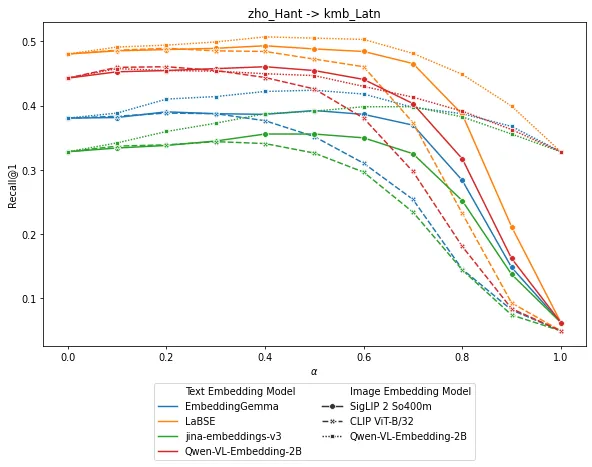 zho_Hant -> kmb_Latn
Recall@1
0.5
0.4
0.3
0.2
0.1
0.0 0.2 0.4 0.6 0.8 1.0
α
Text Embedding Model
EmbeddingGemma
LaBSE
jina-embeddings-v3
Qwen-VL-Embedding-2B
Image Embedding Model
SigLIP 2 So400m
CLIP ViT-B/32
Qwen-VL-Embedding-2B